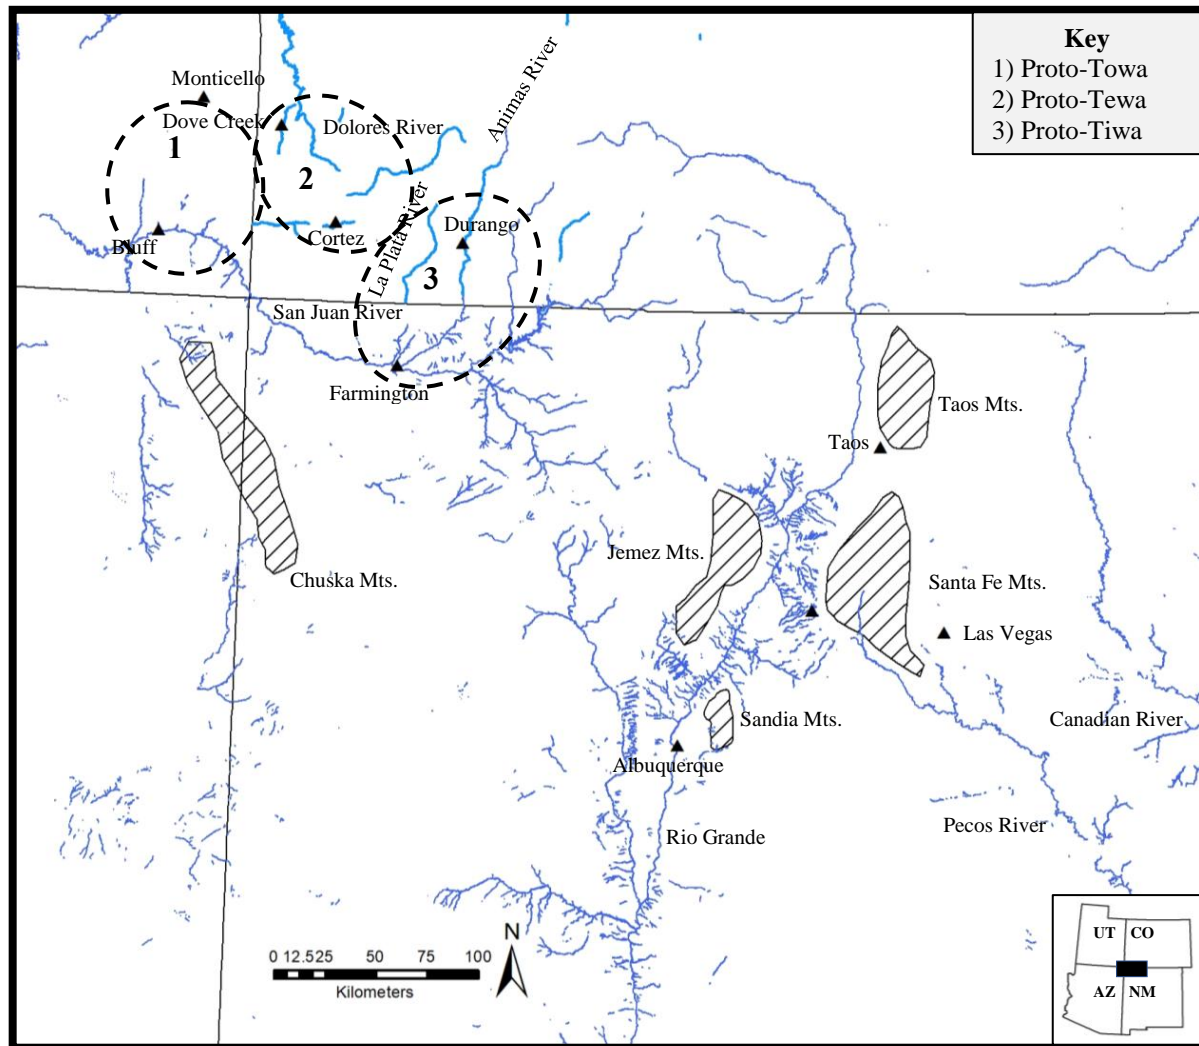 Key
1) Proto-Towa
2) Proto-Tewa
3) Proto-Tiwa
Monticello
Dove Creek
Dolores River
Animas River
1
2
Bluff
Cortez
La Plata River
Durango
3
San Juan River
Farmington
Taos Mts.
Taos
Chuska Mts.
Jemez Mts.
Santa Fe Mts.
Las Vegas
Sandia Mts.
Canadian River
Albuquerque
Pecos River
Rio Grande
N
0 12.525 50 75 100
Kilometers
UT CO
AZ NM